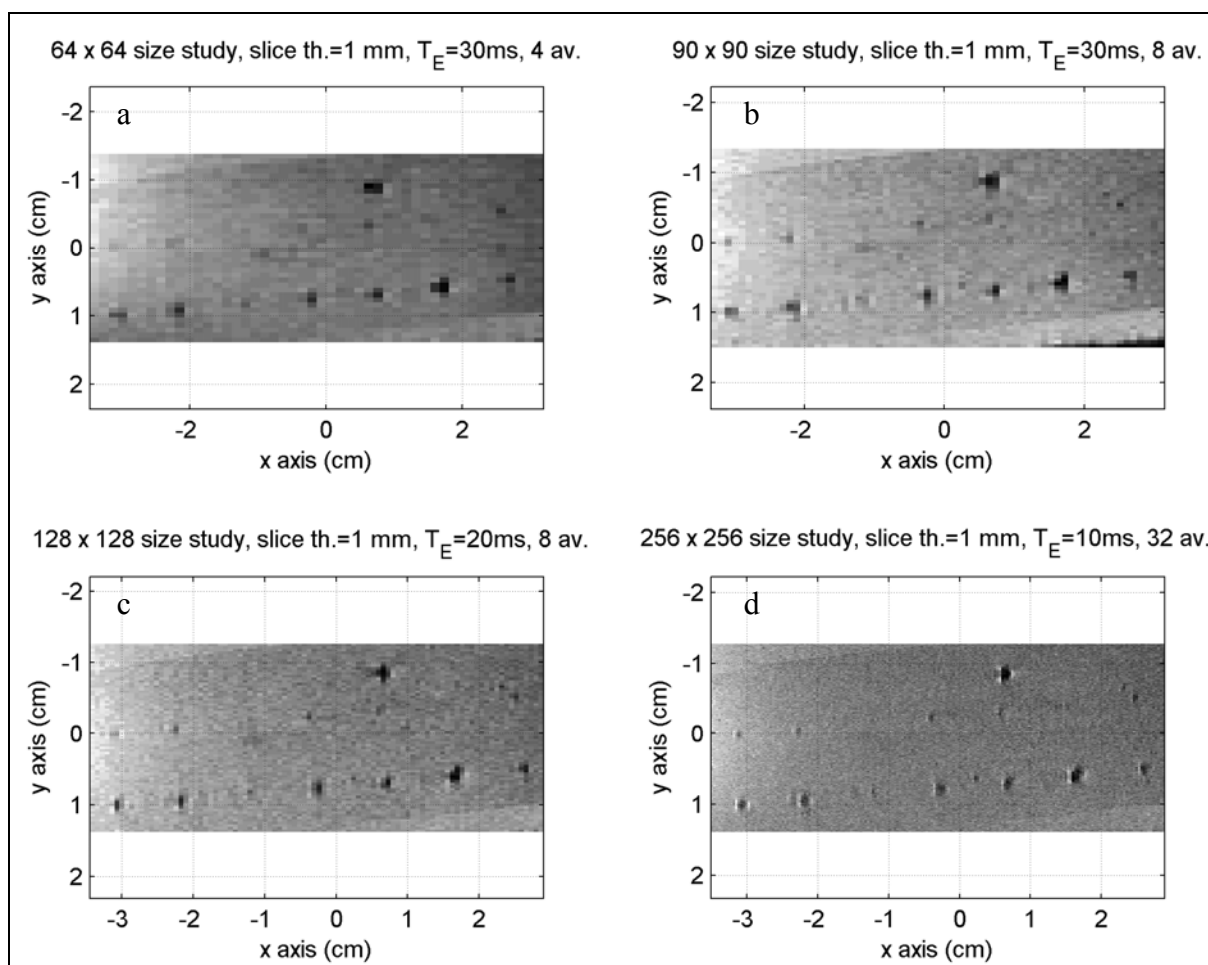 64 x 64 size study, slice th.=1 mm, T_E=30ms, 4 av.
a
-2
-1
0
1
2
y axis (cm)
-2 0 2
x axis (cm)
90 x 90 size study, slice th.=1 mm, T_E=30ms, 8 av.
b
-2
-1
0
1
2
y axis (cm)
-2 0 2
x axis (cm)
128 x 128 size study, slice th.=1 mm, T_E=20ms, 8 av.
c
-2
-1
0
1
2
y axis (cm)
-3 -2 -1 0 1 2
x axis (cm)
256 x 256 size study, slice th.=1 mm, T_E=10ms, 32 av.
d
-2
-1
0
1
2
y axis (cm)
-3 -2 -1 0 1 2
x axis (cm)